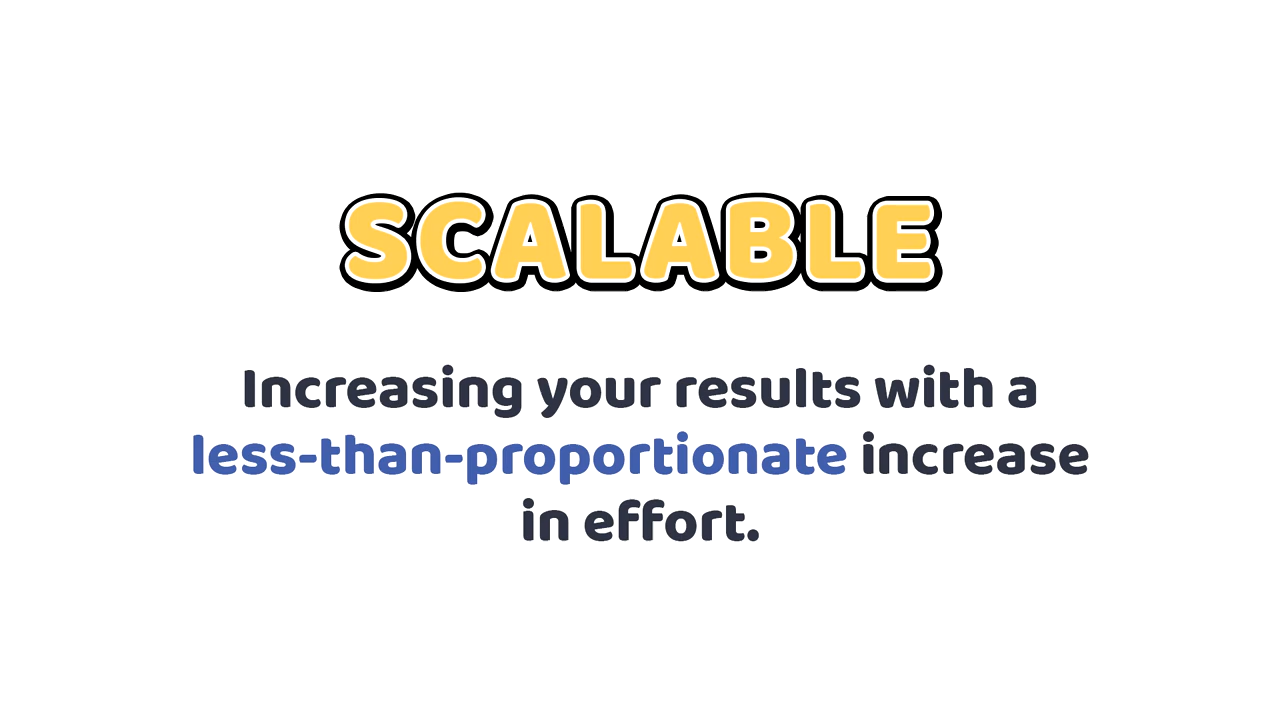 SCALABLE
Increasing your results with a
less-than-proportionate increase
in effort.